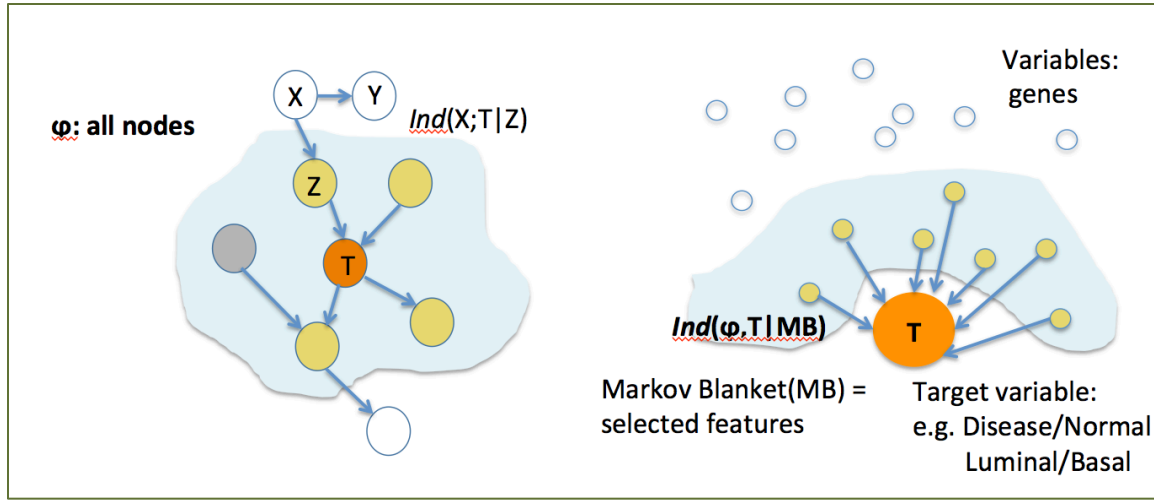 X
Y
φ: all nodes
Ind(X;T|Z)
Z
T
Variables:
genes
Ind(φ,T|MB)
T
Markov Blanket(MB) =
selected features
Target variable:
e.g. Disease/Normal
Luminal/Basal